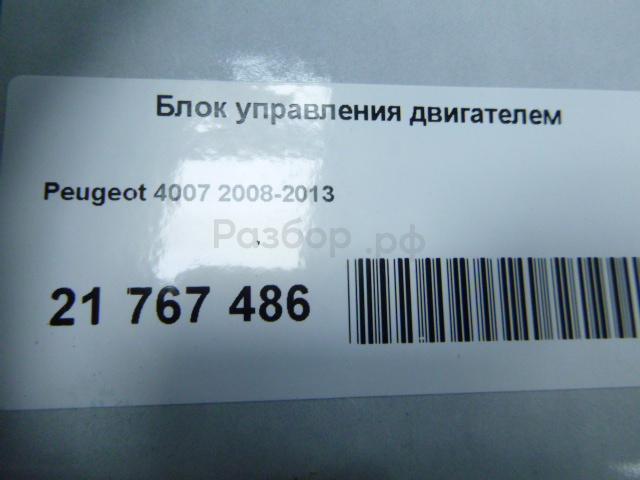 Блок управления двигателем
Peugeot 4007 2008-2013
Разбор.рф
21 767 486